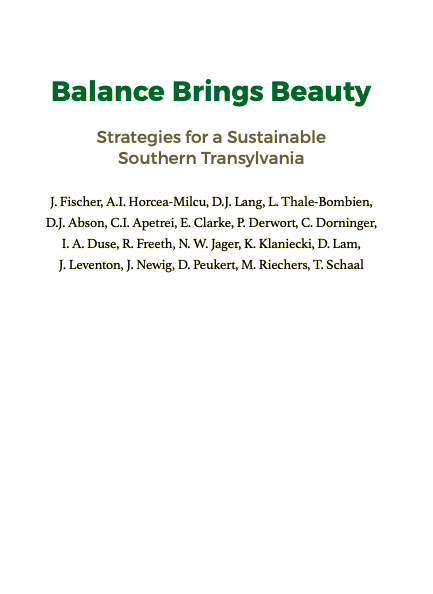 Balance Brings Beauty
Strategies for a Sustainable
Southern Transylvania
J. Fischer, A.I. Horcea-Milcu, D.J. Lang, L. Thale-Bombien,
D.J. Abson, C.I. Apetrei, E. Clarke, P. Derwort, C. Dorninger,
I. A. Duse, R. Freeth, N. W. Jager, K. Klaniecki, D. Lam,
J. Leventon, J. Newig, D. Peukert, M. Riechers, T. Schaal